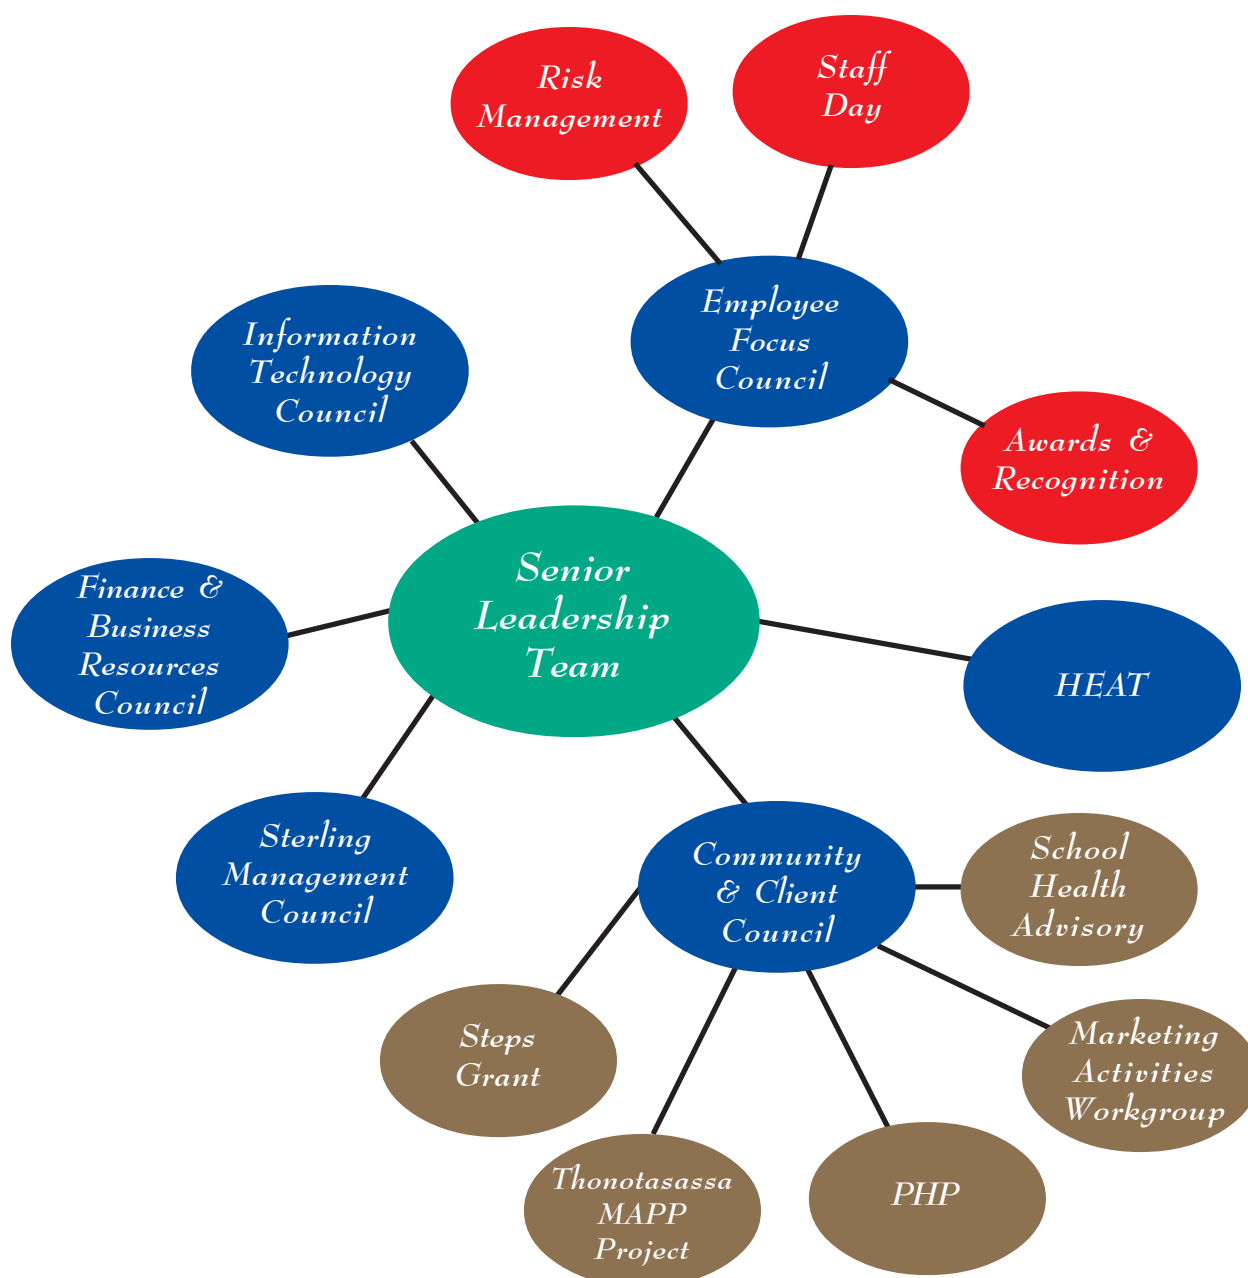 Risk
Management
Staff
Day
Employee
Focus
Council
Information
Technology
Council
Awards &
Recognition
Senior
Leadership
Team
Finance &
Business
Resources
Council
HEAT
Sterling
Management
Council
Community
& Client
Council
School
Health
Advisory
Steps
Grant
Marketing
Activities
Workgroup
Thonotasassa
MAPP
Project
PHP